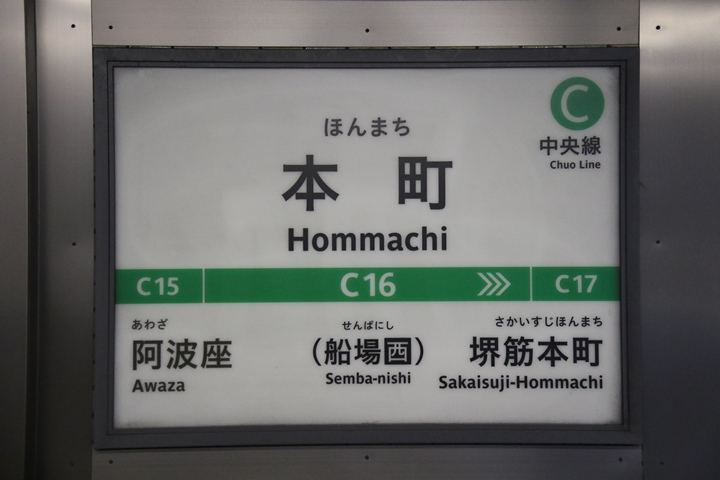 C
中央線
Chuo Line
ほんまち
本町
Hommachi
C15 C16 C17
あわざ
阿波座
Awaza
せんばにし
（船場西）
Semba-nishi
さかいすじほんまち
堺筋本町
Sakaisuji-Hommachi